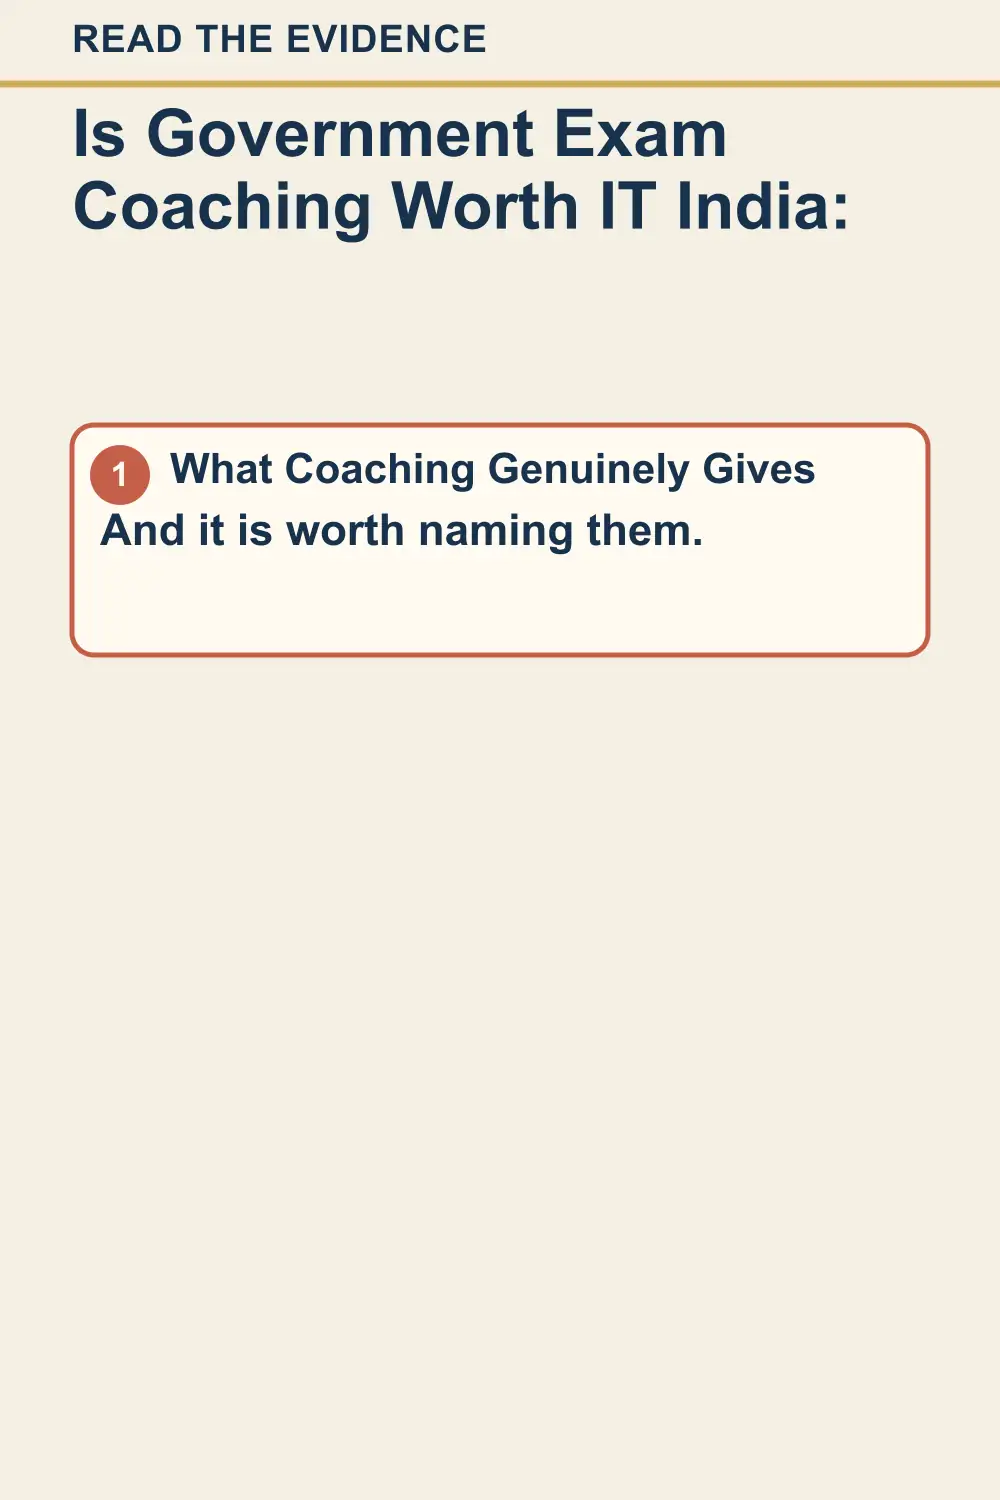 READ THE EVIDENCE
Is Government Exam
Coaching Worth IT India:
1 What Coaching Genuinely Gives
And it is worth naming them.